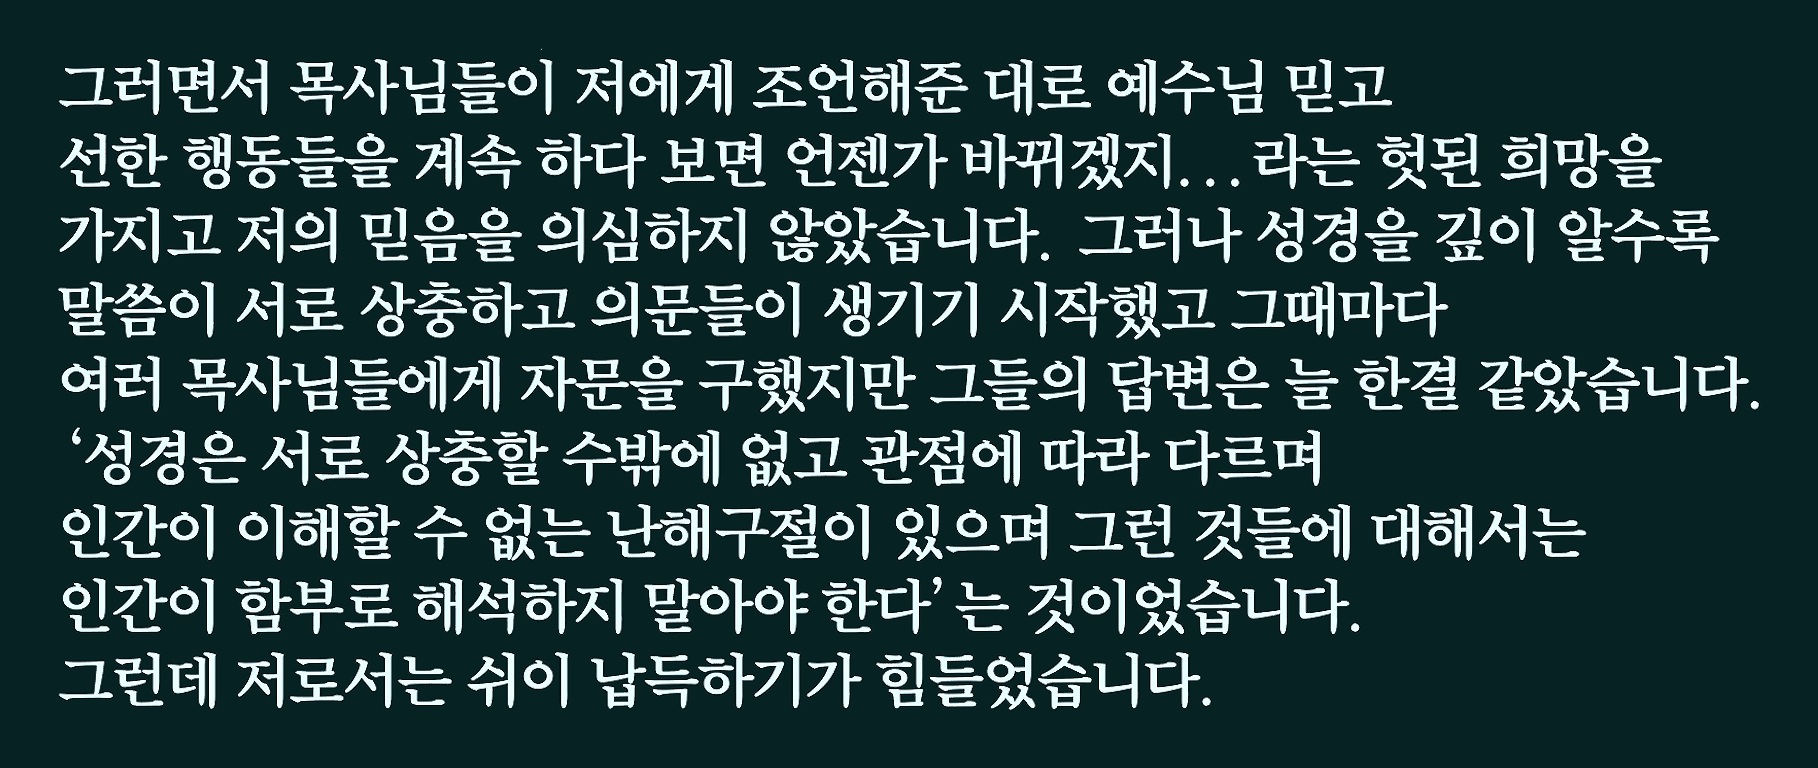 그러면서 목사님들이 저에게 조언해준 대로 예수님 믿고
선한 행동들을 계속 하다 보면 언젠가 바뀌겠지...라는 헛된 희망을
가지고 저의 믿음을 의심하지 않았습니다. 그러나 성경을 깊이 알수록
말씀이 서로 상충하고 의문들이 생기기 시작했고 그때마다
여러 목사님들에게 자문을 구했지만 그들의 답변은 늘 한결 같았습니다.
‘성경은 서로 상충할 수밖에 없고 관점에 따라 다르며
인간이 이해할 수 없는 난해구절이 있으며 그런 것들에 대해서는
인간이 함부로 해석하지 말아야 한다’는 것이었습니다.
그런데 저로서는 쉬이 납득하기가 힘들었습니다.